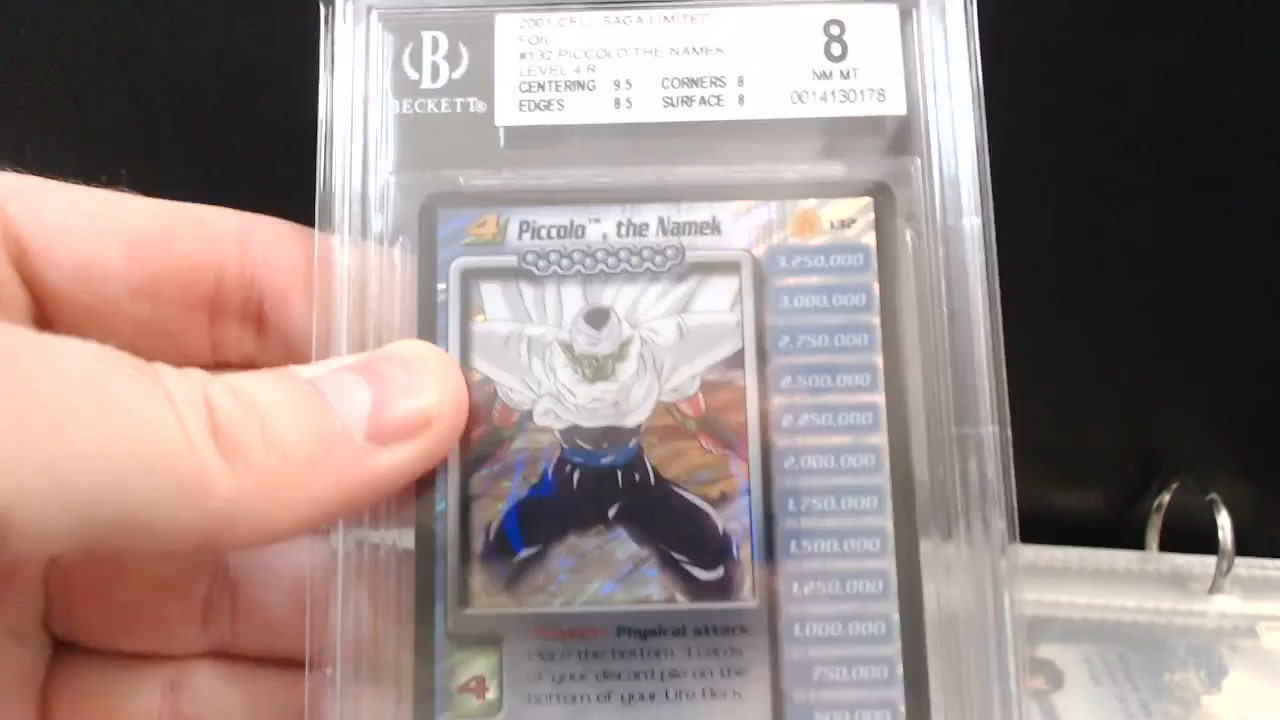 B
BECKETT®
2001 CELL SAGA LIMITED
FOIL
#132 PICCOLO THE NAMEK
LEVEL 4 R
CENTERING 9.5 CORNERS 8
EDGES 8.5 SURFACE 8
8
NM-MT
0014130178
4 Piccolo™, the Namek 132
3,250,000
3,000,000
2,750,000
2,500,000
2,250,000
2,000,000
1,750,000
1,500,000
1,250,000
1,000,000
750,000
500,000
Physical attack.
Place the bottom 3 cards
of your discard pile on the
bottom of your Life Deck.
4